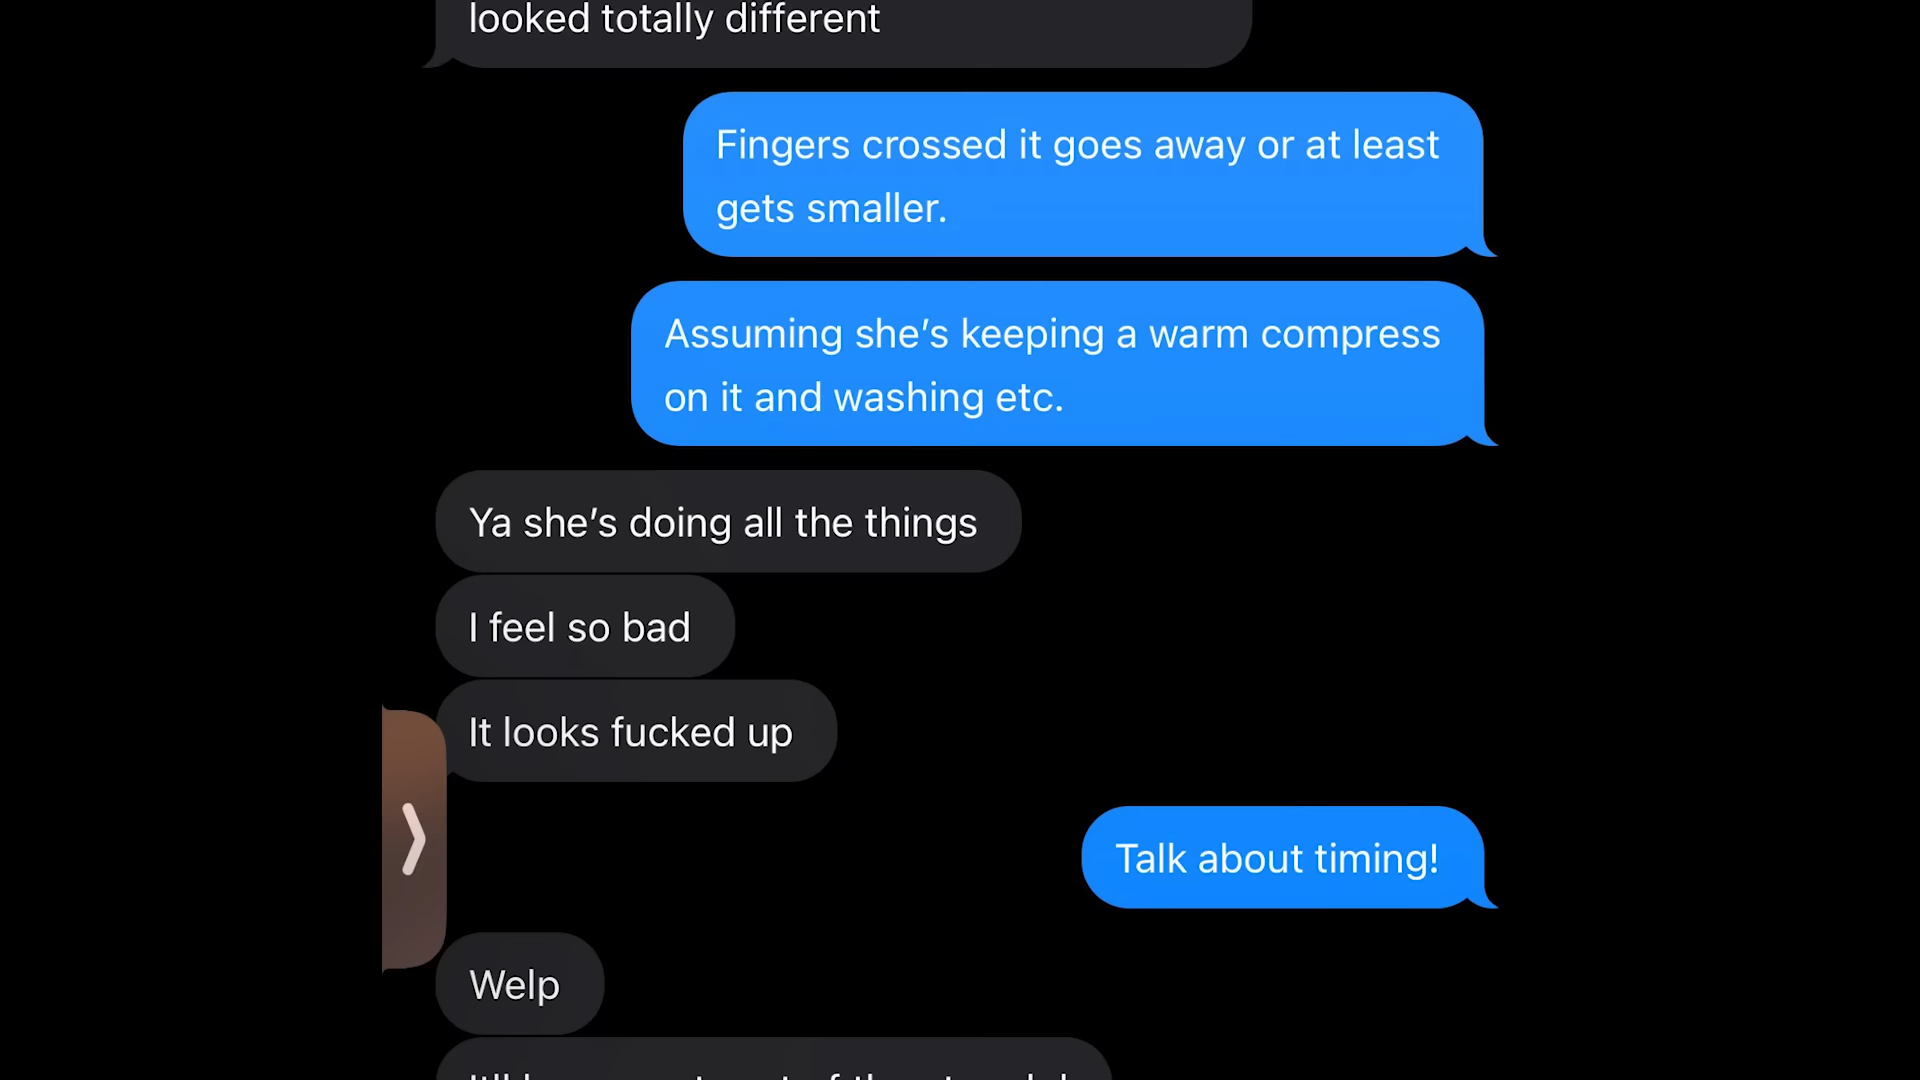 looked totally different
Fingers crossed it goes away or at least
gets smaller.
Assuming she’s keeping a warm compress
on it and washing etc.
Ya she’s doing all the things
I feel so bad
It looks fucked up
Talk about timing!
Welp